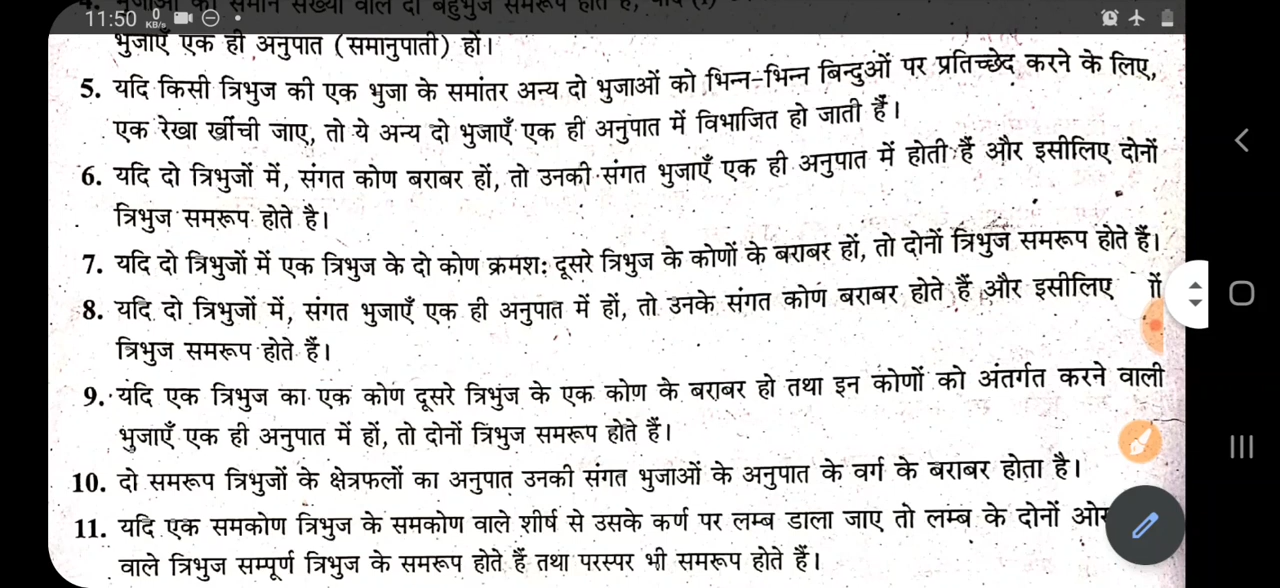 11:50 0 KB/s
भुजाएँ एक ही अनुपात (समानुपाती) हों।
5. यदि किसी त्रिभुज की एक भुजा के समांतर अन्य दो भुजाओं को भिन्न-भिन्न बिन्दुओं पर प्रतिच्छेद करने के लिए,
एक रेखा खींची जाए, तो ये अन्य दो भुजाएँ एक ही अनुपात में विभाजित हो जाती हैं।
6. यदि दो त्रिभुजों में, संगत कोण बराबर हों, तो उनकी संगत भुजाएँ एक ही अनुपात में होती हैं और इसीलिए दोनों
त्रिभुज समरूप होते है।
7. यदि दो त्रिभुजों में एक त्रिभुज के दो कोण क्रमश: दूसरे त्रिभुज के कोणों के बराबर हों, तो दोनों त्रिभुज समरूप होते हैं।
8. यदि दो त्रिभुजों में, संगत भुजाएँ एक ही अनुपात में हों, तो उनके संगत कोण बराबर होते हैं और इसीलिए
त्रिभुज समरूप होते हैं।
9. यदि एक त्रिभुज का एक कोण दूसरे त्रिभुज के एक कोण के बराबर हो तथा इन कोणों को अंतर्गत करने वाली
भुजाएँ एक ही अनुपात में हों, तो दोनों त्रिभुज समरूप होते हैं।
10. दो समरूप त्रिभुजों के क्षेत्रफलों का अनुपात उनकी संगत भुजाओं के अनुपात के वर्ग के बराबर होता है।
11. यदि एक समकोण त्रिभुज के समकोण वाले शीर्ष से उसके कर्ण पर लम्ब डाला जाए तो लम्ब के दोनों ओर
वाले त्रिभुज सम्पूर्ण त्रिभुज के समरूप होते हैं तथा परस्पर भी समरूप होते हैं।